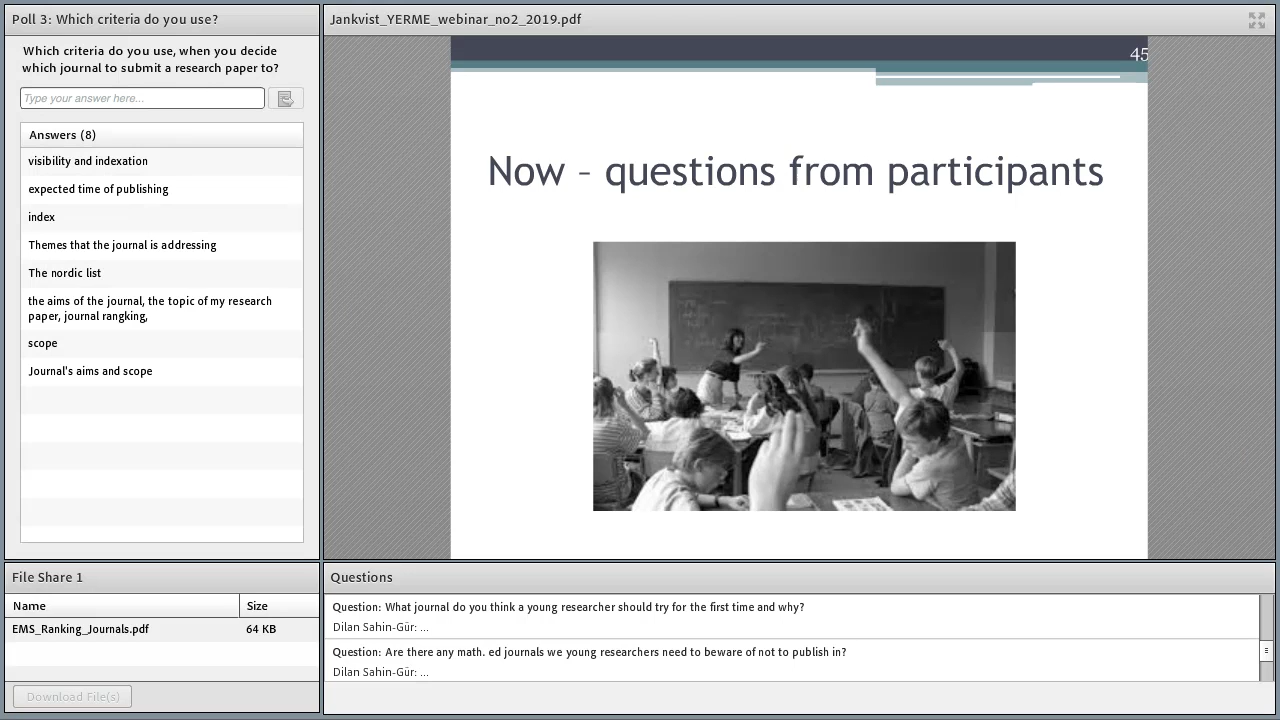 Poll 3: Which criteria do you use?
Which criteria do you use, when you decide
which journal to submit a research paper to?
Type your answer here...
Answers (8)
visibility and indexation
expected time of publishing
index
Themes that the journal is addressing
The nordic list
the aims of the journal, the topic of my research
paper, journal rangking,
scope
Journal's aims and scope
File Share 1
Name Size
EMS_Ranking_Journals.pdf 64 KB
Download File(s)
Jankvist_YERME_webinar_no2_2019.pdf
45
Now – questions from participants
Questions
Question: What journal do you think a young researcher should try for the first time and why?
Dilan Sahin-Gür: ...
Question: Are there any math. ed journals we young researchers need to beware of not to publish in?
Dilan Sahin-Gür: ...